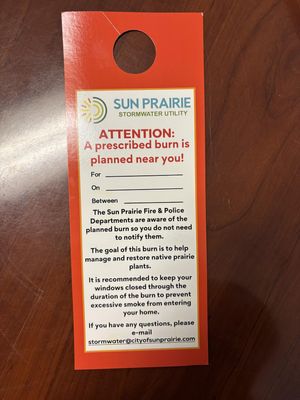 SUN PRAIRIE
STORMWATER UTILITY
ATTENTION:
A prescribed burn is
planned near you!
For
On
Between
The Sun Prairie Fire & Police
Departments are aware of the
planned burn so you do not need
to notify them.
The goal of this burn is to help
manage and restore native prairie
plants.
It is recommended to keep your
windows closed through the
duration of the burn to prevent
excessive smoke from entering
your home.
If you have any questions, please
e-mail
stormwater@cityofsunprairie.com